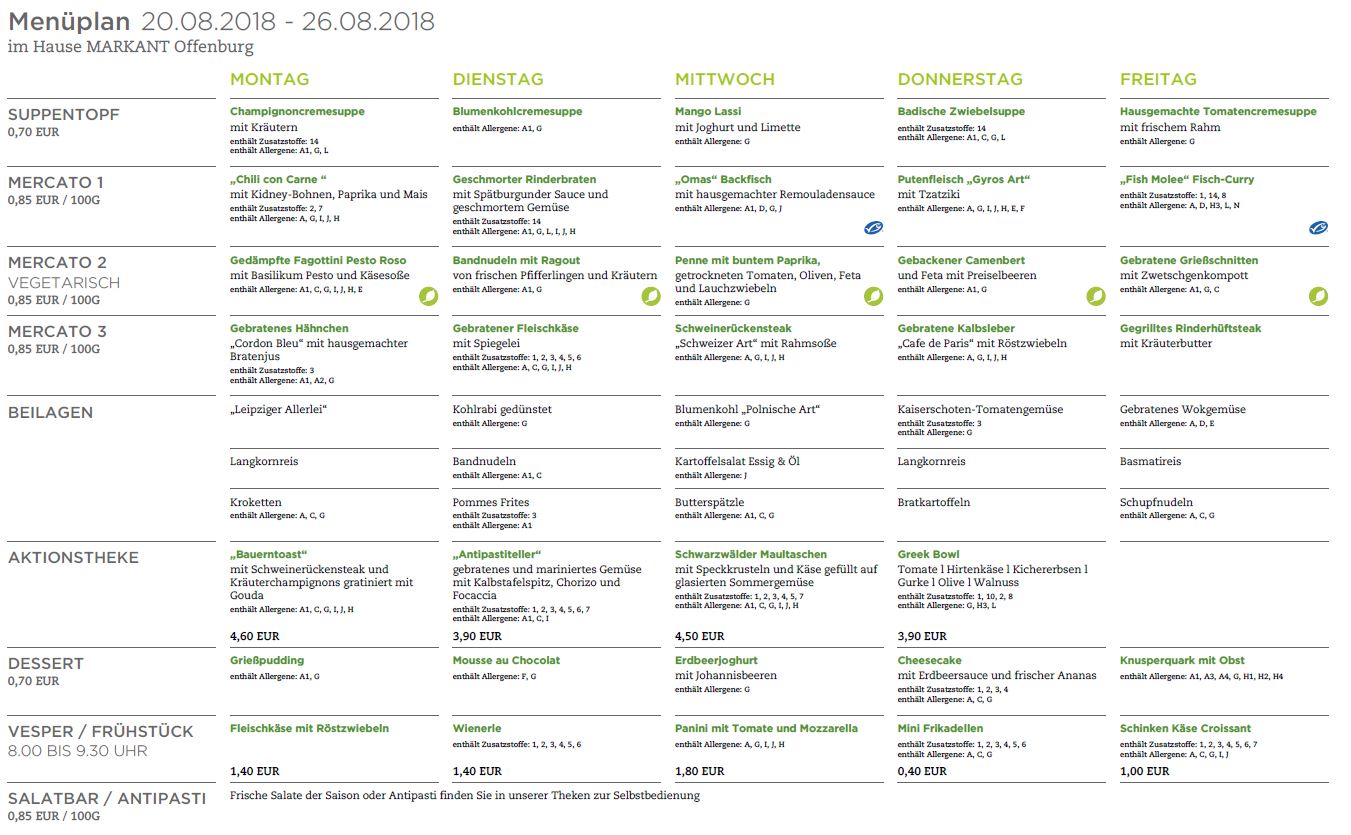 Menüplan 20.08.2018 - 26.08.2018
im Hause MARKANT Offenburg
MONTAG
DIENSTAG
MITTWOCH
DONNERSTAG
FREITAG
SUPPENTOPF
0,70 EUR
Champignoncremesuppe
mit Kräutern
enthält Zusatzstoffe: 14
enthält Allergene: A1, G, L
Blumenkohlcremesuppe
enthält Allergene: A1, G
Mango Lassi
mit Joghurt und Limette
enthält Allergene: G
Badische Zwiebelsuppe
enthält Zusatzstoffe: 14
enthält Allergene: A1, C, G, L
Hausgemachte Tomatencremesuppe
mit frischem Rahm
enthält Allergene: G
MERCATO 1
0,85 EUR / 100G
„Chili con Carne “
mit Kidney-Bohnen, Paprika und Mais
enthält Zusatzstoffe: 2, 7
enthält Allergene: A, G, I, J, H
Geschmorter Rinderbraten
mit Spätburgunder Sauce und
geschmortem Gemüse
enthält Zusatzstoffe: 14
enthält Allergene: A1, G, L, I, J, H
„Omas“ Backfisch
mit hausgemachter Remouladensauce
enthält Allergene: A1, D, G, J
Putenfleisch „Gyros Art“
mit Tzatziki
enthält Allergene: A, G, I, J, H, E, F
„Fish Molee“ Fisch-Curry
enthält Zusatzstoffe: 1, 14, 8
enthält Allergene: A, D, H3, L, N
MERCATO 2
VEGETARISCH
0,85 EUR / 100G
Gedämpfte Fagottini Pesto Roso
mit Basilikum Pesto und Käsesoße
enthält Allergene: A1, C, G, I, J, H, E
Bandnudeln mit Ragout
von frischen Pfifferlingen und Kräutern
enthält Allergene: A1, G
Penne mit buntem Paprika,
getrockneten Tomaten, Oliven, Feta
und Lauchzwiebeln
enthält Allergene: G
Gebackener Camenbert
und Feta mit Preiselbeeren
enthält Allergene: A1, G
Gebratene Grießschnitten
mit Zwetschgenkompott
enthält Allergene: A1, G, C
MERCATO 3
0,85 EUR / 100G
Gebratenes Hähnchen
„Cordon Bleu“ mit hausgemachter
Bratenjus
enthält Zusatzstoffe: 3
enthält Allergene: A1, A2, G
Gebratener Fleischkäse
mit Spiegelei
enthält Zusatzstoffe: 1, 2, 3, 4, 5, 6
enthält Allergene: A, C, G, I, J, H
Schweinerückensteak
„Schweizer Art“ mit Rahmsoße
enthält Allergene: A, G, I, J, H
Gebratene Kalbsleber
„Cafe de Paris“ mit Röstzwiebeln
enthält Allergene: A, G, I, J, H
Gegrilltes Rinderhüftsteak
mit Kräuterbutter
BEILAGEN
„Leipziger Allerlei“
Kohlrabi gedünstet
enthält Allergene: G
Blumenkohl „Polnische Art“
enthält Allergene: G
Kaiserschoten-Tomatengemüse
enthält Zusatzstoffe: 3
enthält Allergene: G
Gebratenes Wokgemüse
enthält Allergene: A, D, E
Langkornreis
Bandnudeln
enthält Allergene: A1, C
Kartoffelsalat Essig & Öl
enthält Allergene: J
Langkornreis
Basmatireis
Kroketten
enthält Allergene: A, C, G
Pommes Frites
enthält Zusatzstoffe: 3
enthält Allergene: A1
Butterspätzle
enthält Allergene: A1, C, G
Bratkartoffeln
Schupfnudeln
enthält Allergene: A, C, G
AKTIONSTHEKE
„Bauerntoast“
mit Schweinerückensteak und
Kräuterchampignons gratiniert mit
Gouda
enthält Allergene: A1, C, G, I, J, H
4,60 EUR
„Antipastiteller“
gebratenes und mariniertes Gemüse
mit Kalbstafelspitz, Chorizo und
Focaccia
enthält Zusatzstoffe: 1, 2, 3, 4, 5, 6, 7
enthält Allergene: A1, C, I
3,90 EUR
Schwarzwälder Maultaschen
mit Speckkrusteln und Käse gefüllt auf
glasierten Sommergemüse
enthält Zusatzstoffe: 1, 2, 3, 4, 5, 7
enthält Allergene: A1, C, G, I, J, H
4,50 EUR
Greek Bowl
Tomate l Hirtenkäse l Kichererbsen l
Gurke l Olive l Walnuss
enthält Zusatzstoffe: 1, 10, 2, 8
enthält Allergene: G, H3, L
3,90 EUR
DESSERT
0,70 EUR
Grießpudding
enthält Allergene: A1, G
Mousse au Chocolat
enthält Allergene: F, G
Erdbeerjoghurt
mit Johannisbeeren
enthält Allergene: G
Cheesecake
mit Erdbeersauce und frischer Ananas
enthält Zusatzstoffe: 1, 2, 3, 4
enthält Allergene: A, C, G
Knusperquark mit Obst
enthält Allergene: A1, A3, A4, G, H1, H2, H4
VESPER / FRÜHSTÜCK
8.00 BIS 9.30 UHR
Fleischkäse mit Röstzwiebeln
1,40 EUR
Wienerle
enthält Zusatzstoffe: 1, 2, 3, 4, 5, 6
1,40 EUR
Panini mit Tomate und Mozzarella
enthält Allergene: A, G, I, J, H
1,80 EUR
Mini Frikadellen
enthält Zusatzstoffe: 1, 2, 3, 4, 5, 6
enthält Allergene: A, C, G
0,40 EUR
Schinken Käse Croissant
enthält Zusatzstoffe: 1, 2, 3, 4, 5, 6, 7
enthält Allergene: A, C, G, I, J
1,00 EUR
SALATBAR / ANTIPASTI
0,85 EUR / 100G
Frische Salate der Saison oder Antipasti finden Sie in unserer Theken zur Selbstbedienung